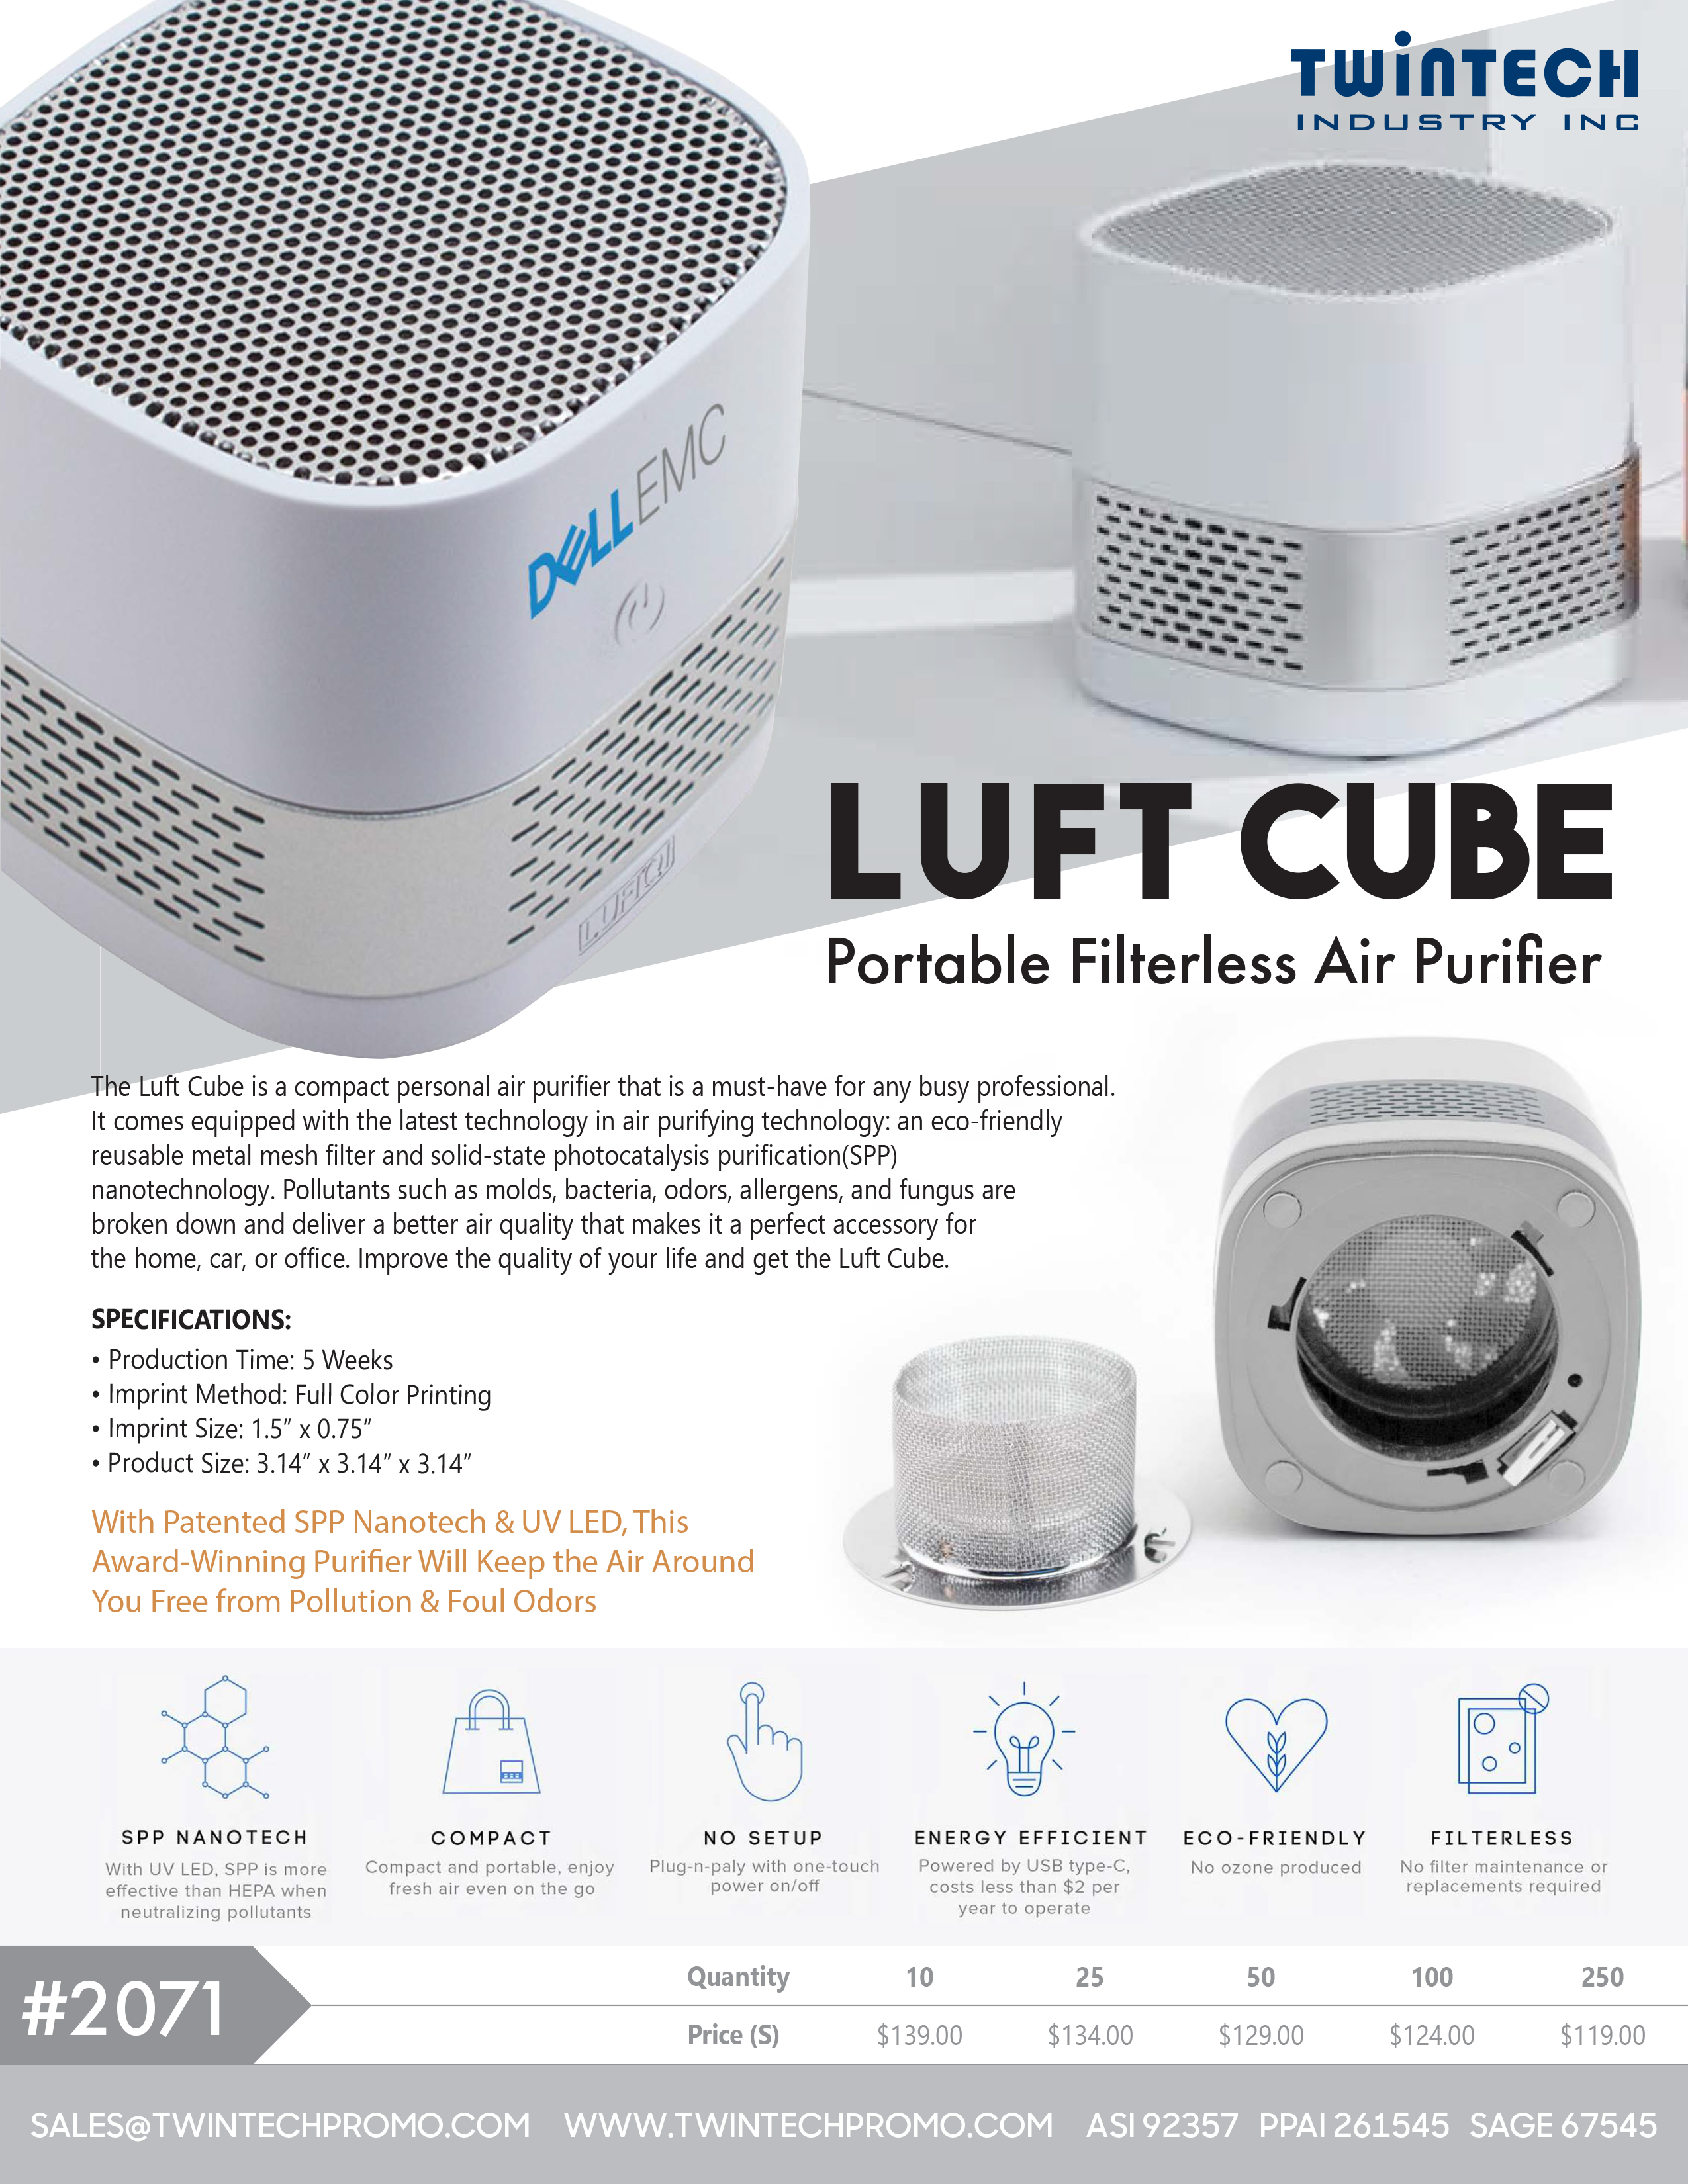 TWINTECH
INDUSTRY INC
DELL EMC
LUFTQI
LUFT CUBE
Portable Filterless Air Purifier
The Luft Cube is a compact personal air purifier that is a must-have for any busy professional.
It comes equipped with the latest technology in air purifying technology: an eco-friendly
reusable metal mesh filter and solid-state photocatalysis purification(SPP)
nanotechnology. Pollutants such as molds, bacteria, odors, allergens, and fungus are
broken down and deliver a better air quality that makes it a perfect accessory for
the home, car, or office. Improve the quality of your life and get the Luft Cube.
SPECIFICATIONS:
• Production Time: 5 Weeks
• Imprint Method: Full Color Printing
• Imprint Size: 1.5” x 0.75“
• Product Size: 3.14” x 3.14” x 3.14”
With Patented SPP Nanotech & UV LED, This
Award-Winning Purifier Will Keep the Air Around
You Free from Pollution & Foul Odors
SPP NANOTECH
With UV LED, SPP is more
effective than HEPA when
neutralizing pollutants
COMPACT
Compact and portable, enjoy
fresh air even on the go
NO SETUP
Plug-n-paly with one-touch
power on/off
ENERGY EFFICIENT
Powered by USB type-C,
costs less than $2 per
year to operate
ECO-FRIENDLY
No ozone produced
FILTERLESS
No filter maintenance or
replacements required
#2071
Quantity 10 25 50 100 250
Price (S) $139.00 $134.00 $129.00 $124.00 $119.00
SALES@TWINTECHPROMO.COM WWW.TWINTECHPROMO.COM ASI 92357 PPAI 261545 SAGE 67545